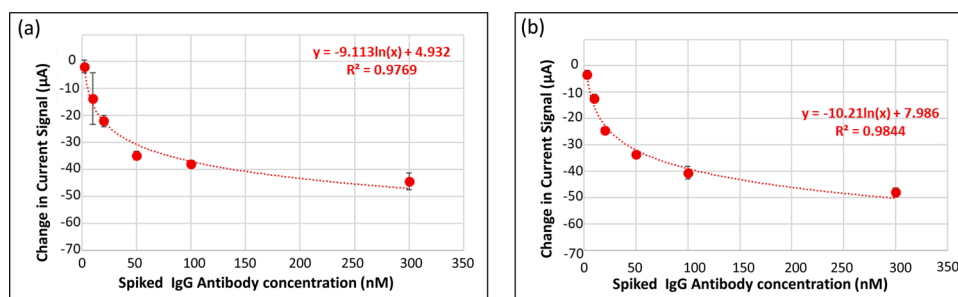 (a)
y = -9.113ln(x) + 4.932
R² = 0.9769
Change in Current Signal (µA)
0
-10
-20
-30
-40
-50
-60
-70
0 50 100 150 200 250 300 350
Spiked IgG Antibody concentration (nM)
(b)
y = -10.21ln(x) + 7.986
R² = 0.9844
Change in Current Signal (µA)
0
-10
-20
-30
-40
-50
-60
-70
0 50 100 150 200 250 300 350
Spiked IgG Antibody concentration (nM)